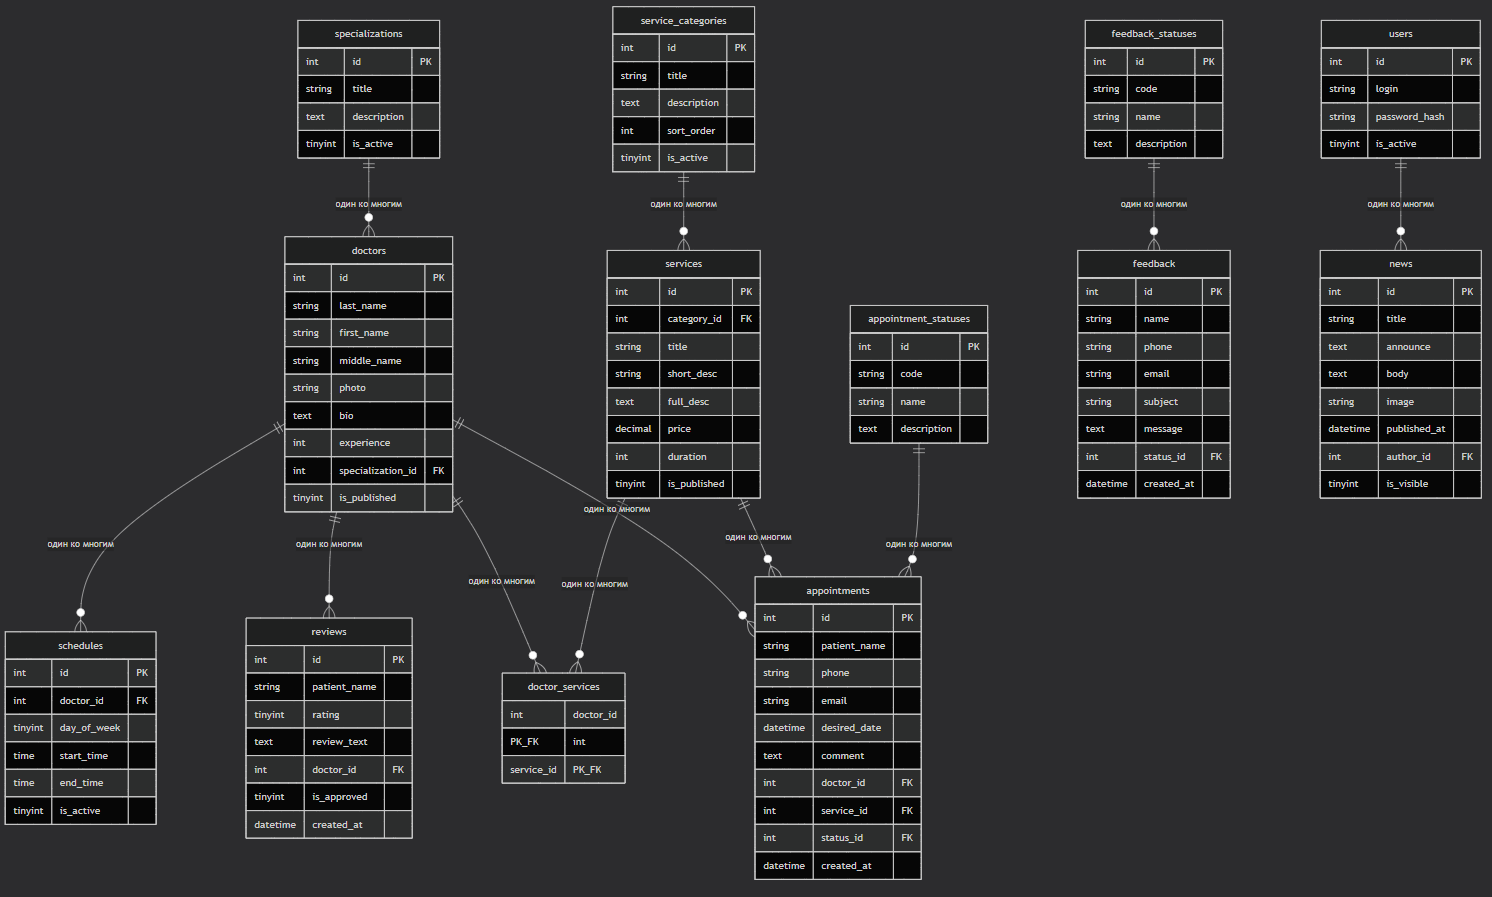 specializations
int id PK
string title
text description
tinyint is_active
service_categories
int id PK
string title
text description
int sort_order
tinyint is_active
feedback_statuses
int id PK
string code
string name
text description
users
int id PK
string login
string password_hash
tinyint is_active
один ко многим
один ко многим
один ко многим
один ко многим
doctors
int id PK
string last_name
string first_name
string middle_name
string photo
text bio
int experience
int specialization_id FK
tinyint is_published
services
int id PK
int category_id FK
string title
string short_desc
text full_desc
decimal price
int duration
tinyint is_published
appointment_statuses
int id PK
string code
string name
text description
feedback
int id PK
string name
string phone
string email
string subject
text message
int status_id FK
datetime created_at
news
int id PK
string title
text announce
text body
string image
datetime published_at
int author_id FK
tinyint is_visible
один ко многим
один ко многим
один ко многим
один ко многим
один ко многим
один ко многим
один ко многим
schedules
int id PK
int doctor_id FK
tinyint day_of_week
time start_time
time end_time
tinyint is_active
reviews
int id PK
string patient_name
tinyint rating
text review_text
int doctor_id FK
tinyint is_approved
datetime created_at
doctor_services
int doctor_id
PK_FK int
service_id PK_FK
appointments
int id PK
string patient_name
string phone
string email
datetime desired_date
text comment
int doctor_id FK
int service_id FK
int status_id FK
datetime created_at